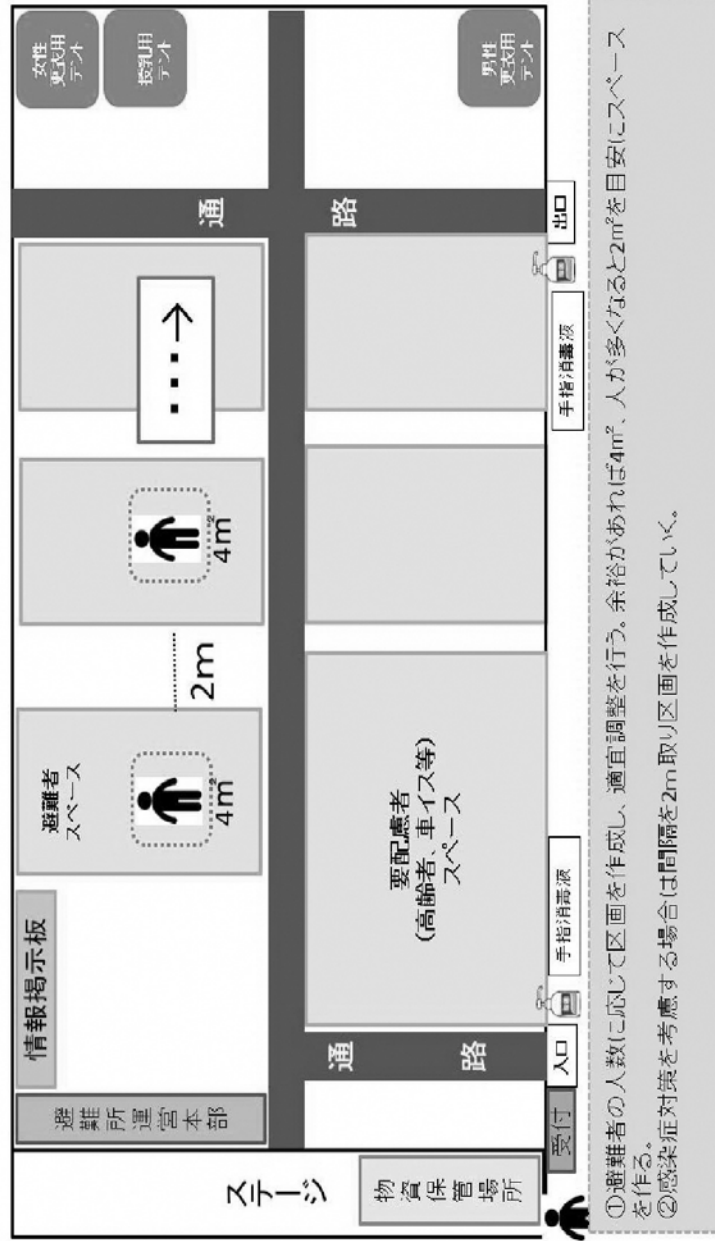 女性
更衣用
テント
授乳用
テント
男性
更衣用
テント
通路
情報掲示板
避難者
スペース
4m²
2m
4m²
…→
避難所運営本部
ステージ
物資保管場所
通路
要配慮者
(高齢者、車イス等)
スペース
受付
入口
手指消毒液
手指消毒液
出口
①避難者の人数に応じて区画を作成し、適宜調整を行う。余裕があれば4m²、人が多くなると2m²を目安にスペース
を作る。
②感染症対策を考慮する場合は間隔を2m取り区画を作成していく。